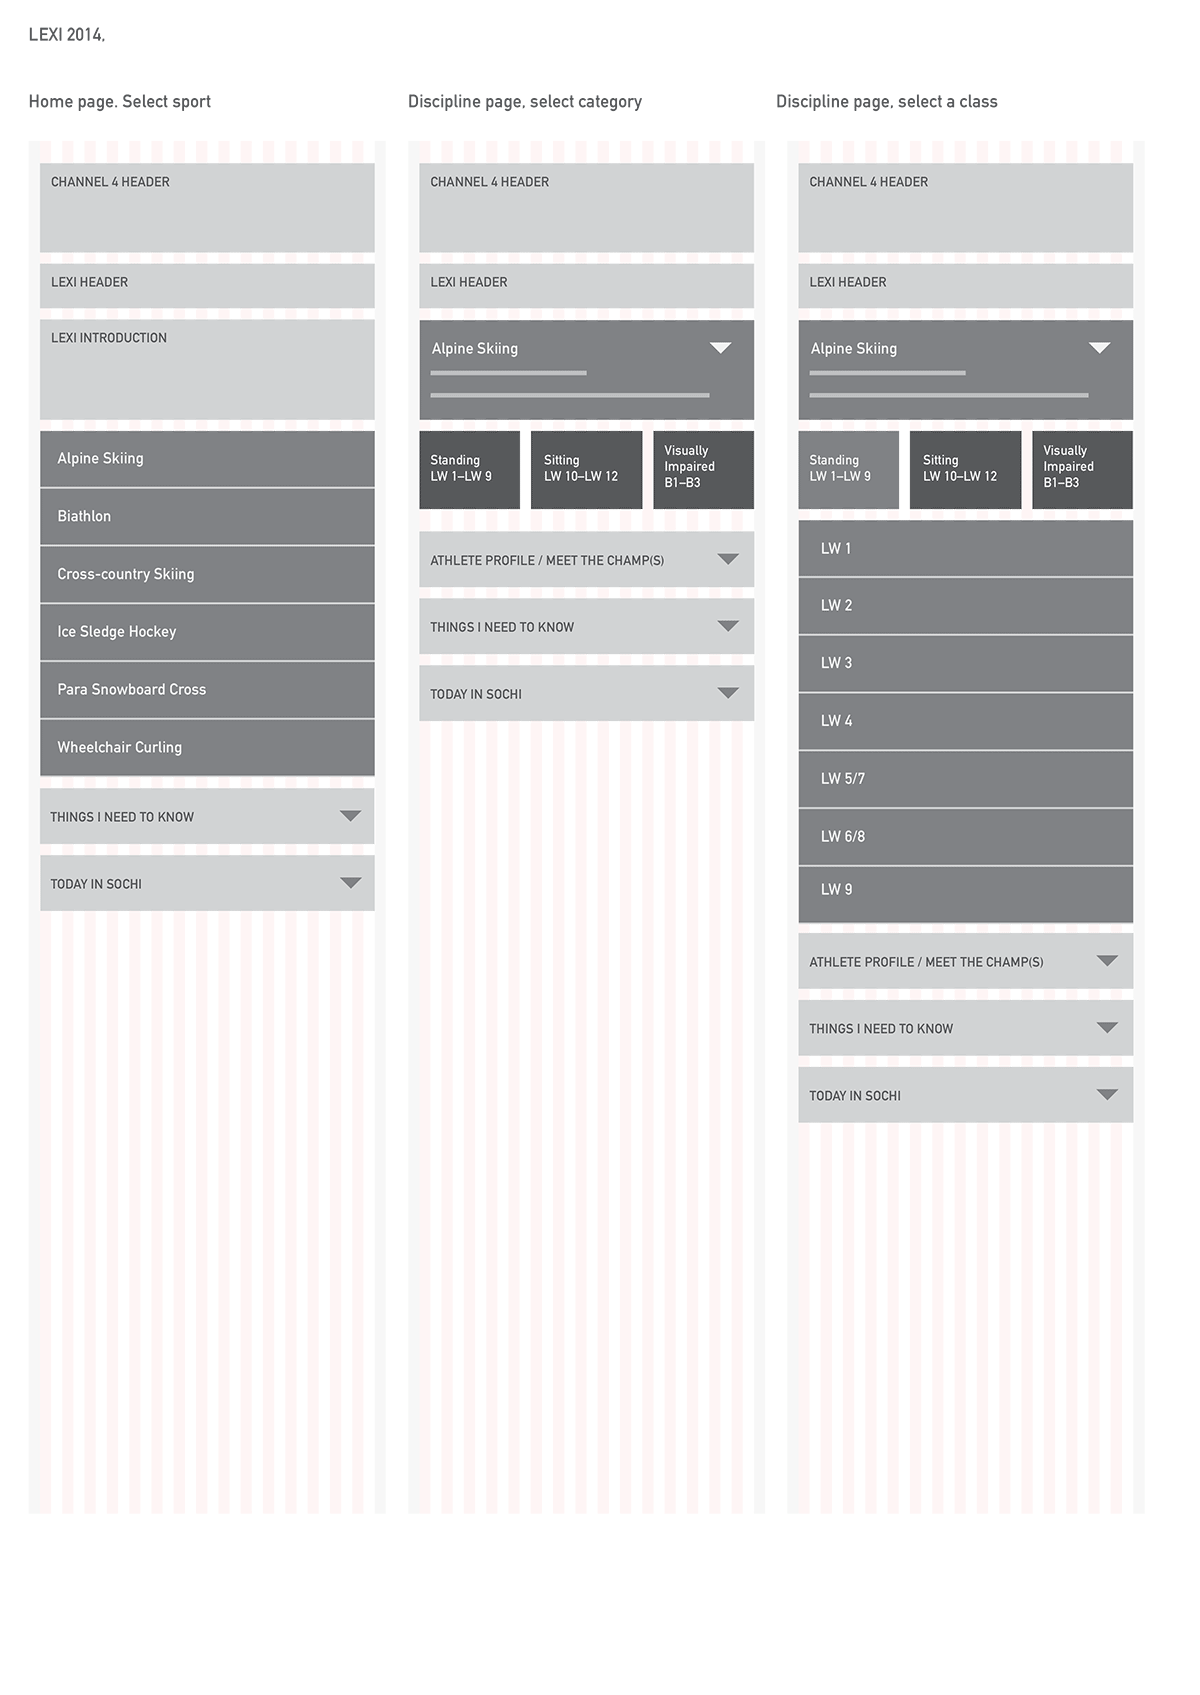 LEXI 2014.
Home page. Select sport
CHANNEL 4 HEADER
LEXI HEADER
LEXI INTRODUCTION
Alpine Skiing
Biathlon
Cross-country Skiing
Ice Sledge Hockey
Para Snowboard Cross
Wheelchair Curling
THINGS I NEED TO KNOW
TODAY IN SOCHI
Discipline page, select category
CHANNEL 4 HEADER
LEXI HEADER
Alpine Skiing
Standing
LW 1–LW 9
Sitting
LW 10–LW 12
Visually
Impaired
B1–B3
ATHLETE PROFILE / MEET THE CHAMP(S)
THINGS I NEED TO KNOW
TODAY IN SOCHI
Discipline page, select a class
CHANNEL 4 HEADER
LEXI HEADER
Alpine Skiing
Standing
LW 1–LW 9
Sitting
LW 10–LW 12
Visually
Impaired
B1–B3
LW 1
LW 2
LW 3
LW 4
LW 5/7
LW 6/8
LW 9
ATHLETE PROFILE / MEET THE CHAMP(S)
THINGS I NEED TO KNOW
TODAY IN SOCHI